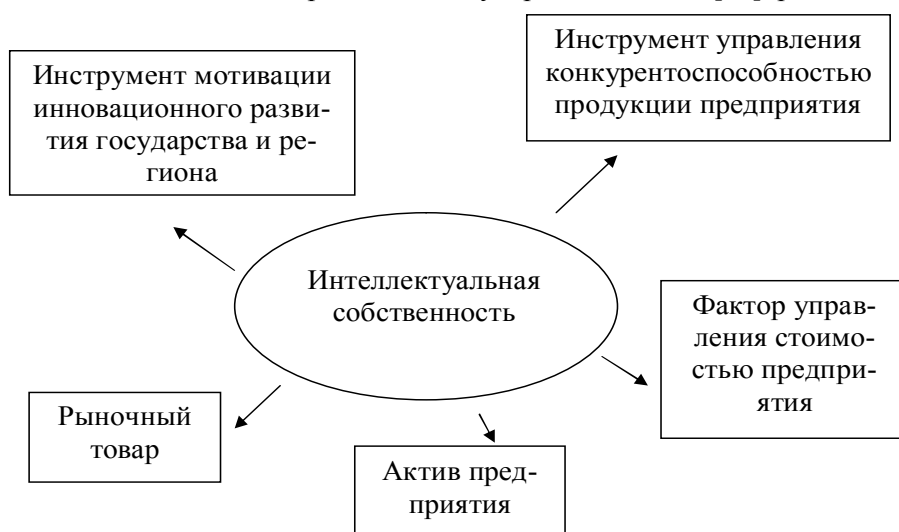 Инструмент управления
конкурентоспособностью
продукции предприятия
Инструмент мотивации
инновационного разви-
тия государства и ре-
гиона
Интеллектуальная
собственность
Фактор управ-
ления стоимо-
стью предпри-
ятия
Рыночный
товар
Актив пред-
приятия